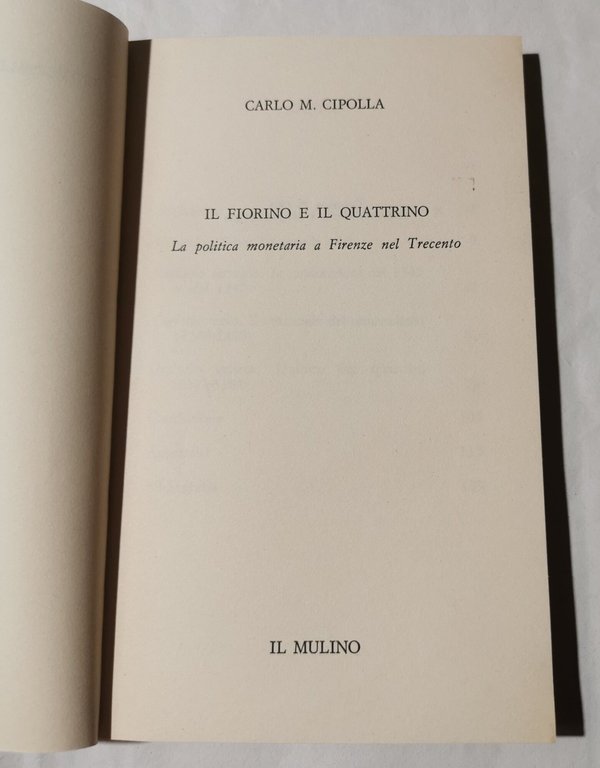 CARLO M. CIPOLLA
IL FIORINO E IL QUATTRINO
La politica monetaria a Firenze nel Trecento
IL MULINO